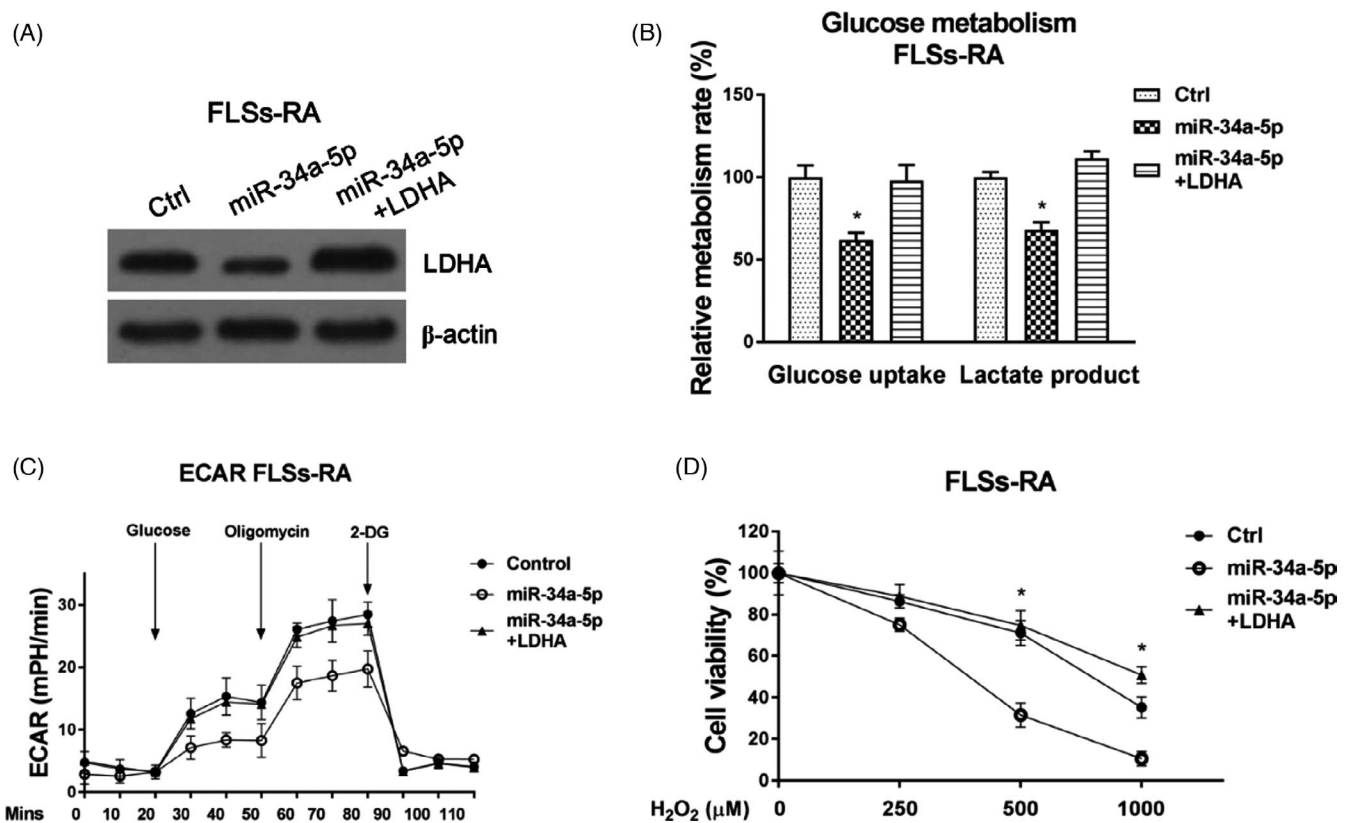 (A)
FLSs-RA
Ctrl
miR-34a-5p
miR-34a-5p
+LDHA
LDHA
β-actin
(B)
Glucose metabolism
FLSs-RA
Relative metabolism rate (%)
150
100
50
0
Glucose uptake
Lactate product
Ctrl
miR-34a-5p
miR-34a-5p
+LDHA
*
*
(C)
ECAR FLSs-RA
Glucose
Oligomycin
2-DG
ECAR (mPH/min)
30
20
10
0
Mins
0 10 20 30 40 50 60 70 80 90 100 110
Control
miR-34a-5p
miR-34a-5p
+LDHA
(D)
FLSs-RA
Cell viability (%)
120
100
80
60
40
20
0
H₂O₂ (μM)
0 250 500 1000
*
*
Ctrl
miR-34a-5p
miR-34a-5p
+LDHA